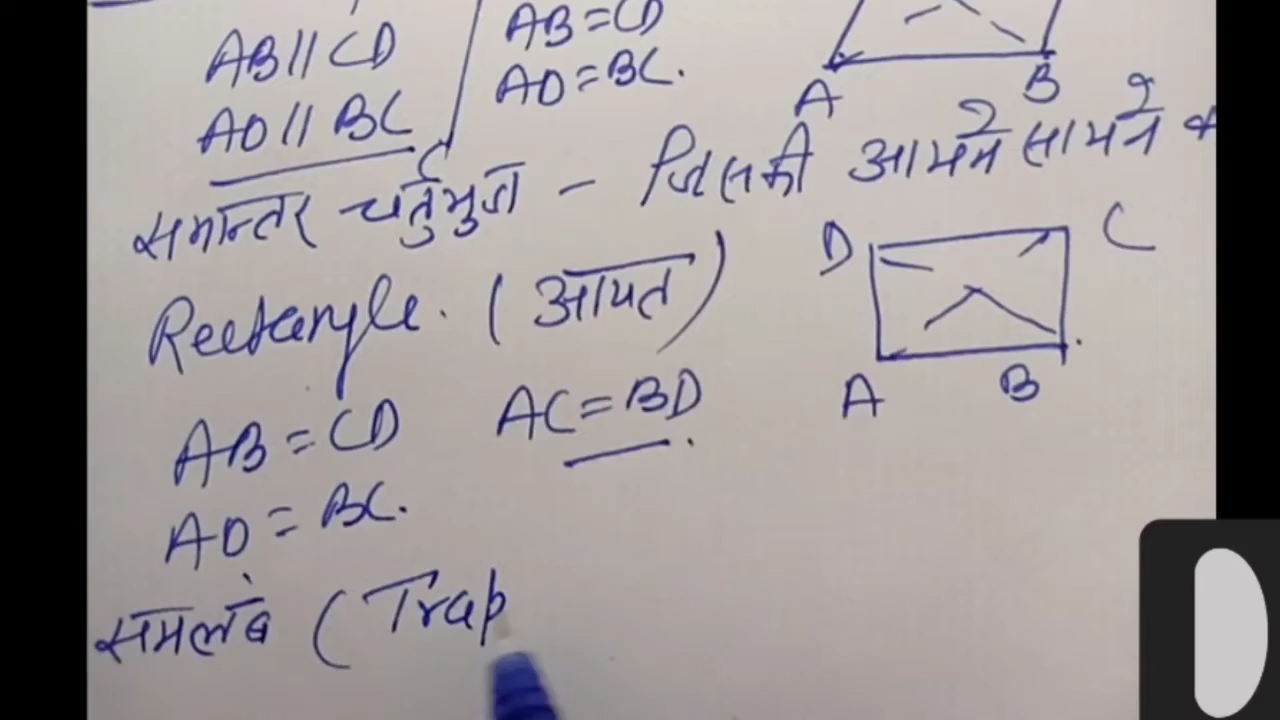 AB || CD AB = CD
AD || BC AD = BC.
A B
समान्तर चर्तुभुज - जिसकी आमने सामने
D C
Rectangle. (आयत)
A B
AB = CD AC = BD
AD = BC.
समलंब (Trap